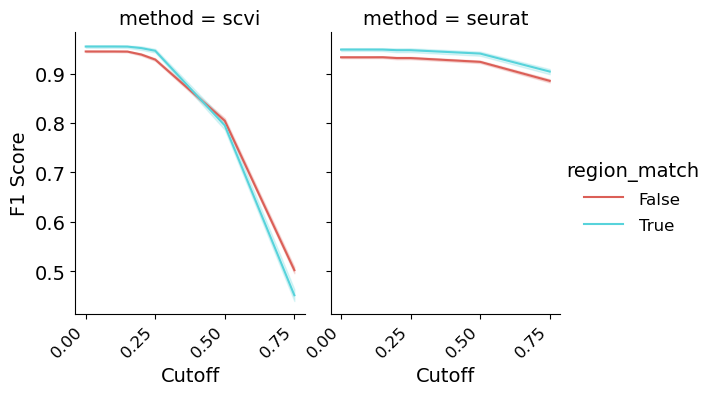 method = scvi
method = seurat
F1 Score
0.9
0.8
0.7
0.6
0.5
0.00
0.25
0.50
0.75
0.00
0.25
0.50
0.75
Cutoff
Cutoff
region_match
False
True